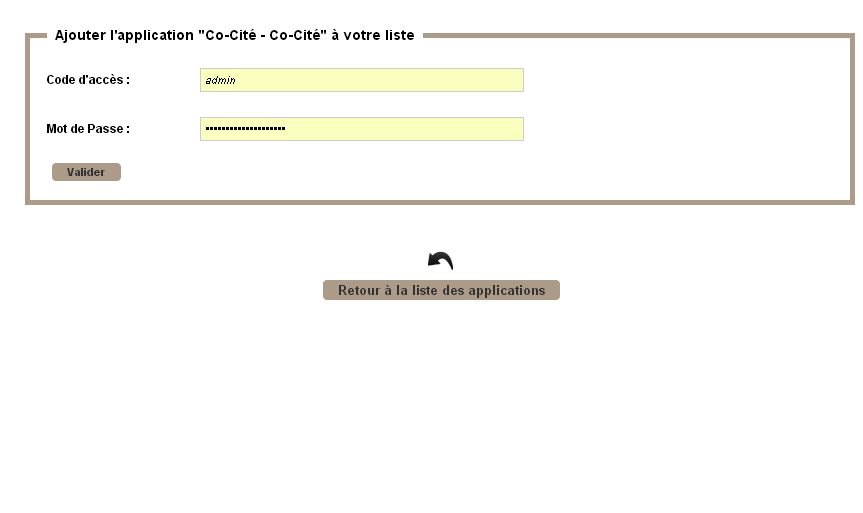 Ajouter l'application "Co-Cité - Co-Cité" à votre liste
Code d'accès :
admin
Mot de Passe :
••••••••••••••••••••
Valider
Retour à la liste des applications